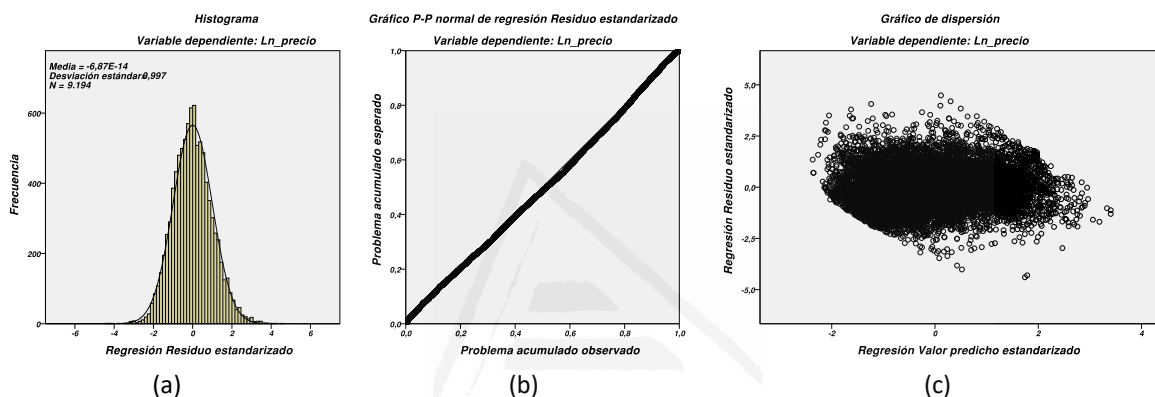 Histograma
Variable dependiente: Ln_precio
Media = -6,87E-14
Desviación estándar=0,997
N = 9.194
Frecuencia
600
400
200
0
-6 -4 -2 0 2 4 6
Regresión Residuo estandarizado
(a)
Gráfico P-P normal de regresión Residuo estandarizado
Variable dependiente: Ln_precio
Problema acumulado esperado
1,0
0,8
0,6
0,4
0,2
0,0
0,0 0,2 0,4 0,6 0,8 1,0
Problema acumulado observado
(b)
Gráfico de dispersión
Variable dependiente: Ln_precio
Regresión Residuo estandarizado
5,0
2,5
0,0
-2,5
-5,0
-2 0 2 4
Regresión Valor predicho estandarizado
(c)